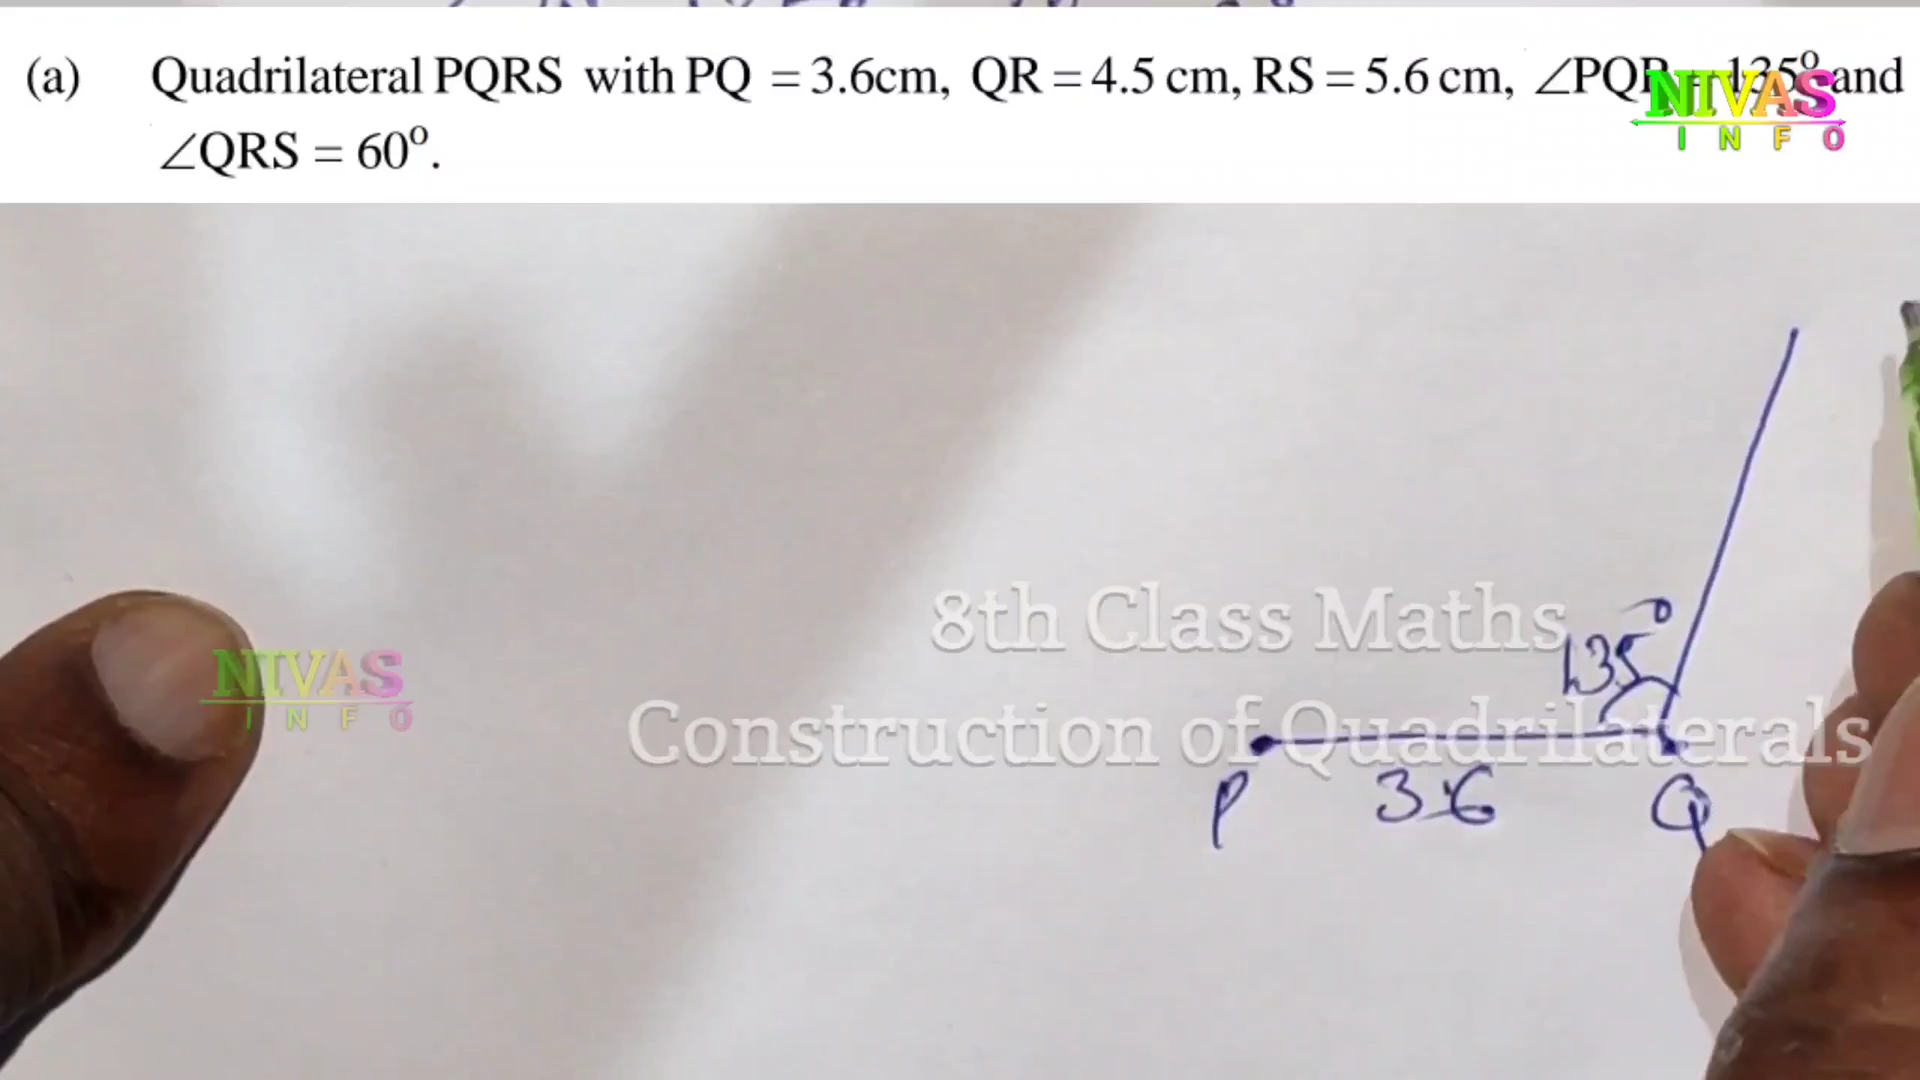 (a) Quadrilateral PQRS with PQ = 3.6cm, QR = 4.5 cm, RS = 5.6 cm, ∠PQR = 135° and
∠QRS = 60°.
NIVAS
INFO
8th Class Maths
135°
NIVAS
INFO
Construction of Quadrilaterals
P 3.6 Q